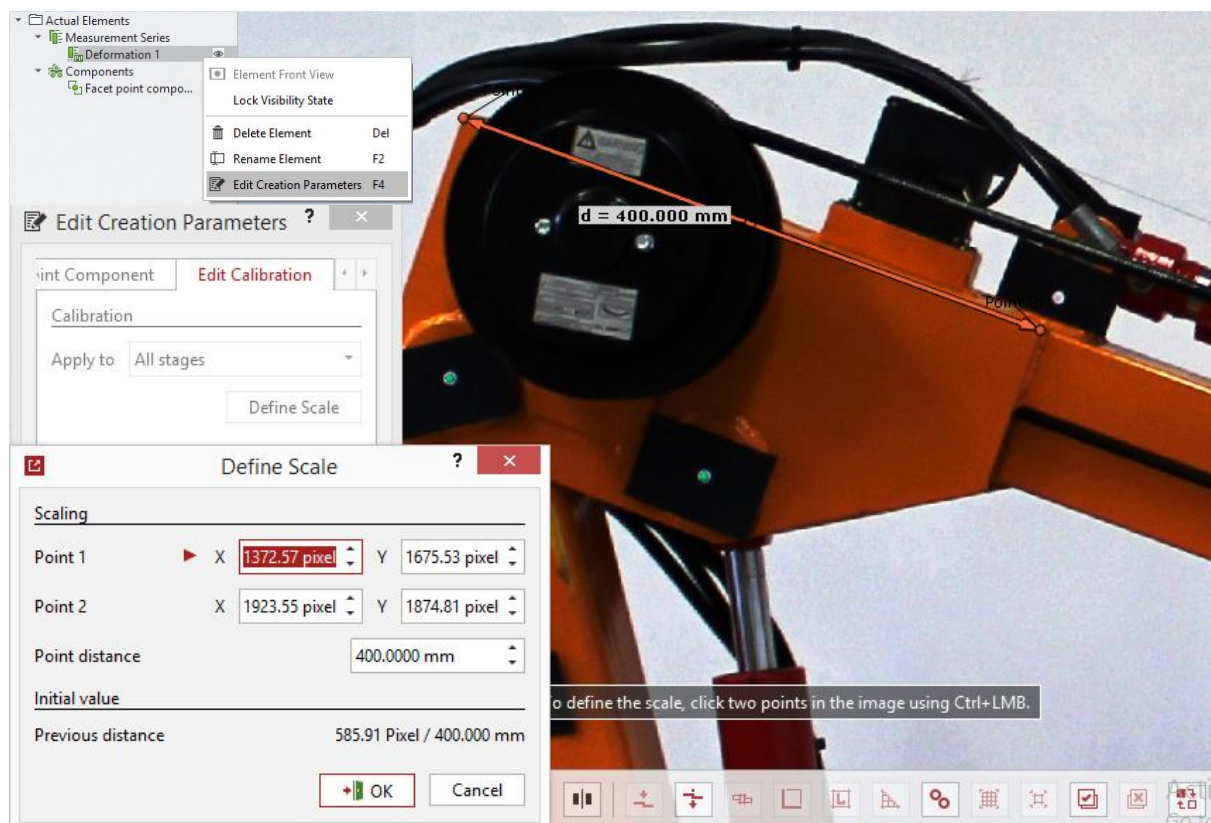 Actual Elements
Measurement Series
Deformation 1
Components
Facet point compo...
Element Front View
Lock Visibility State
Delete Element Del
Rename Element F2
Edit Creation Parameters F4
Edit Creation Parameters ? ×
int Component Edit Calibration
Calibration
Apply to All stages
Define Scale
Define Scale ? ×
Scaling
Point 1 X 1372.57 pixel Y 1675.53 pixel
Point 2 X 1923.55 pixel Y 1874.81 pixel
Point distance 400.0000 mm
Initial value
Previous distance 585.91 Pixel / 400.000 mm
OK Cancel
d = 400.000 mm
Point
o define the scale, click two points in the image using Ctrl+LMB.